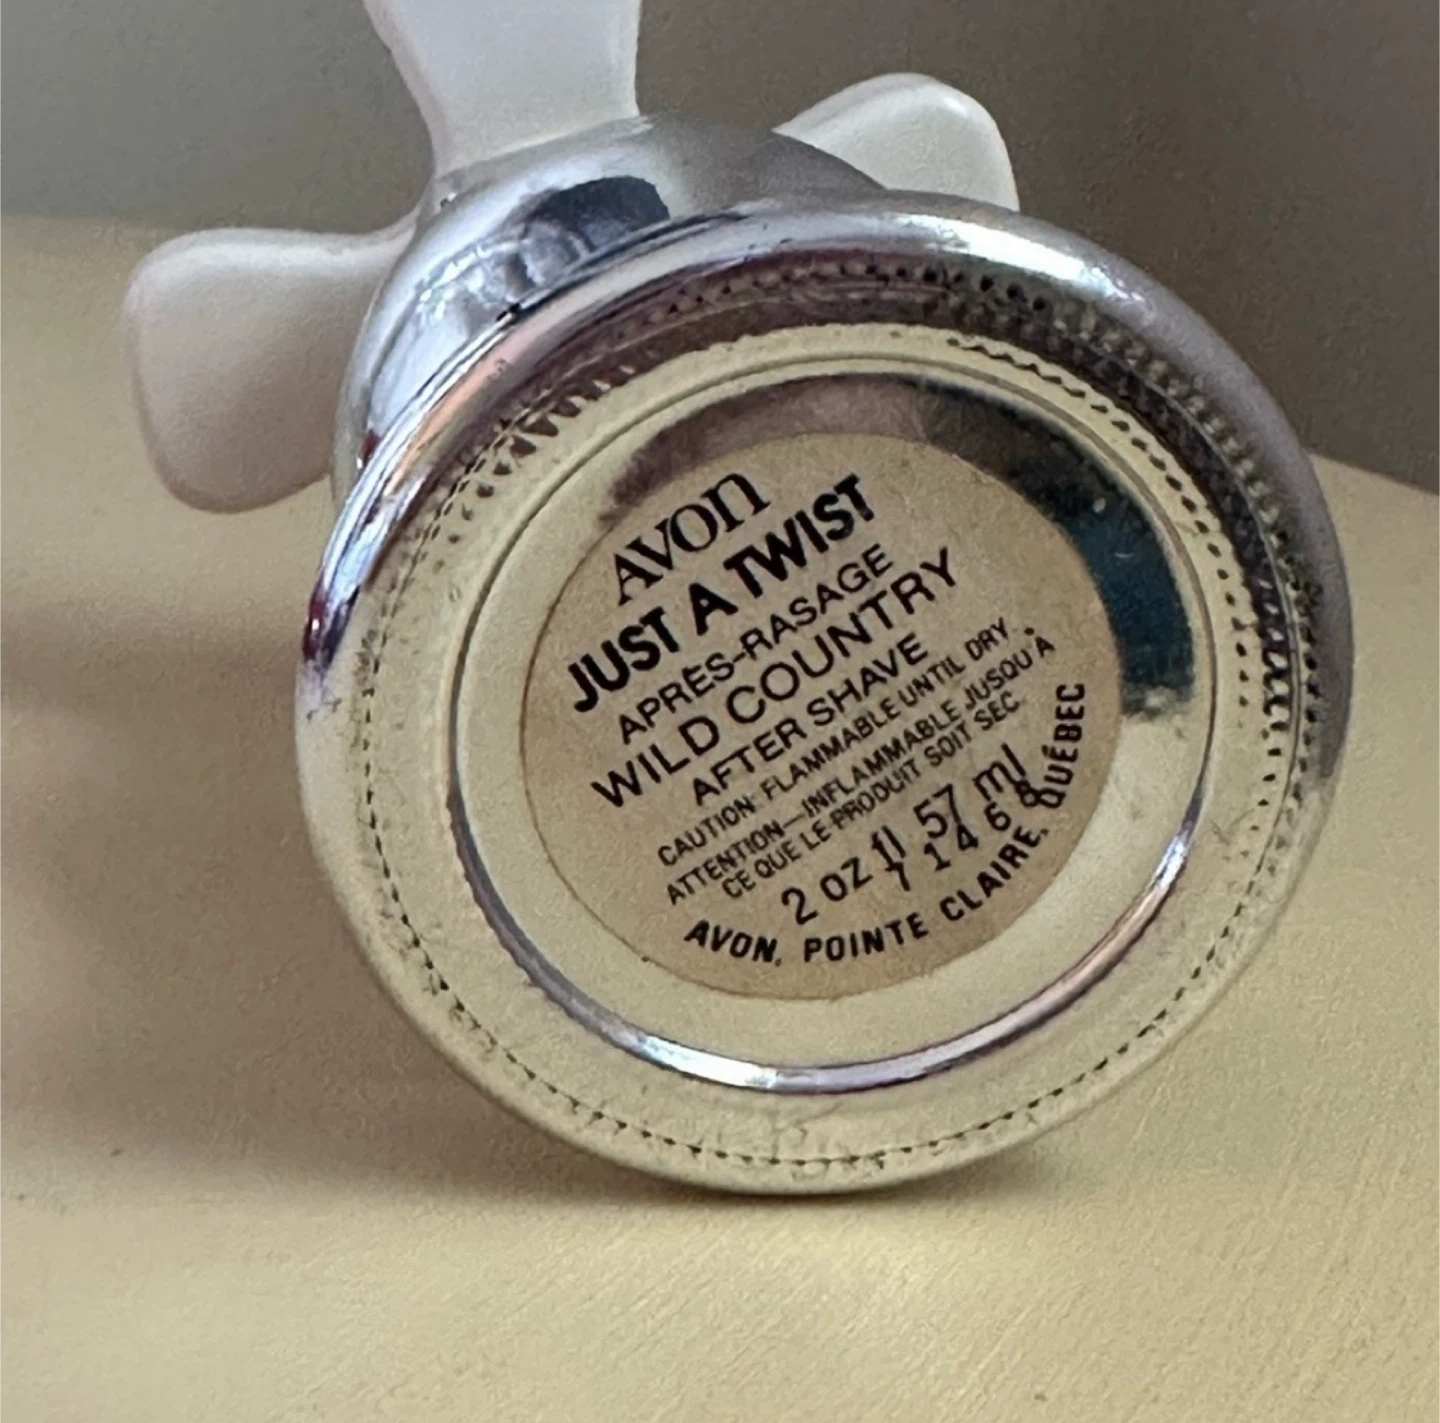 AVON
JUST A TWIST
APRÈS-RASAGE
WILD COUNTRY
AFTER SHAVE
CAUTION: FLAMMABLE UNTIL DRY
ATTENTION—INFLAMMABLE JUSQU'À
CE QUE LE PRODUIT SOIT SEC
2 oz fl 57 ml
7 1 4 6 8
AVON, POINTE CLAIRE, QUÉBEC